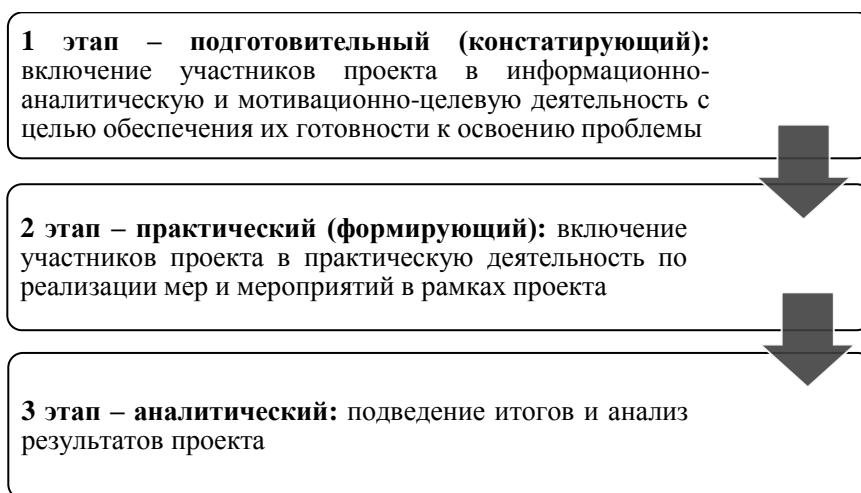 1 этап – подготовительный (констатирующий):
включение участников проекта в информационно-
аналитическую и мотивационно-целевую деятельность с
целью обеспечения их готовности к освоению проблемы
2 этап – практический (формирующий): включение
участников проекта в практическую деятельность по
реализации мер и мероприятий в рамках проекта
3 этап – аналитический: подведение итогов и анализ
результатов проекта